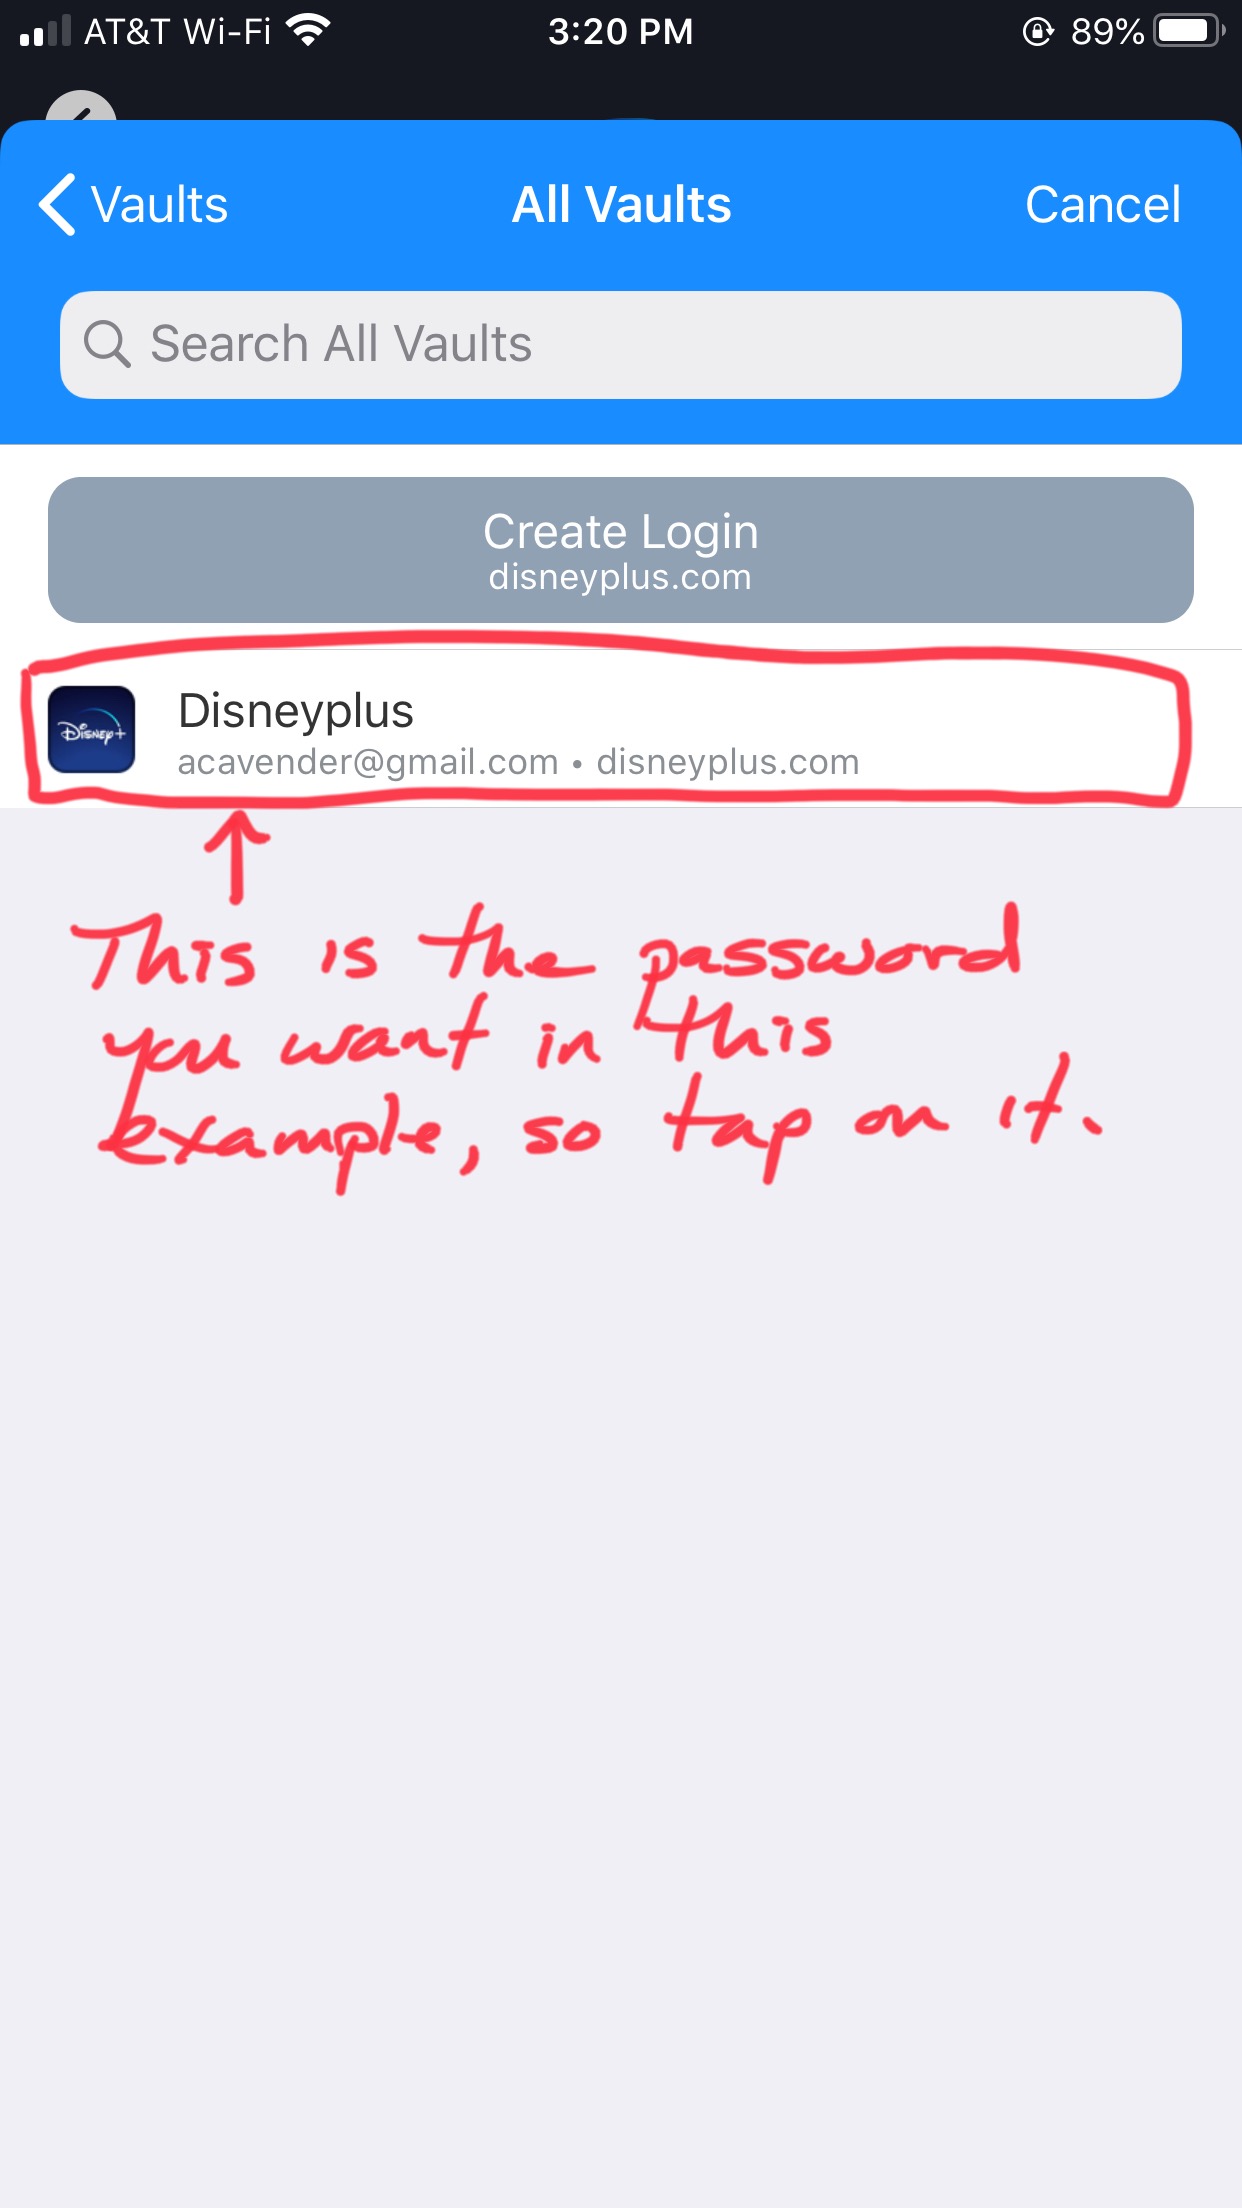 AT&T Wi-Fi 3:20 PM 89%
Vaults All Vaults Cancel
Search All Vaults
Create Login
disneyplus.com
Disney+
Disneyplus
acavender@gmail.com • disneyplus.com
This is the password
you want in this
example, so tap on it.